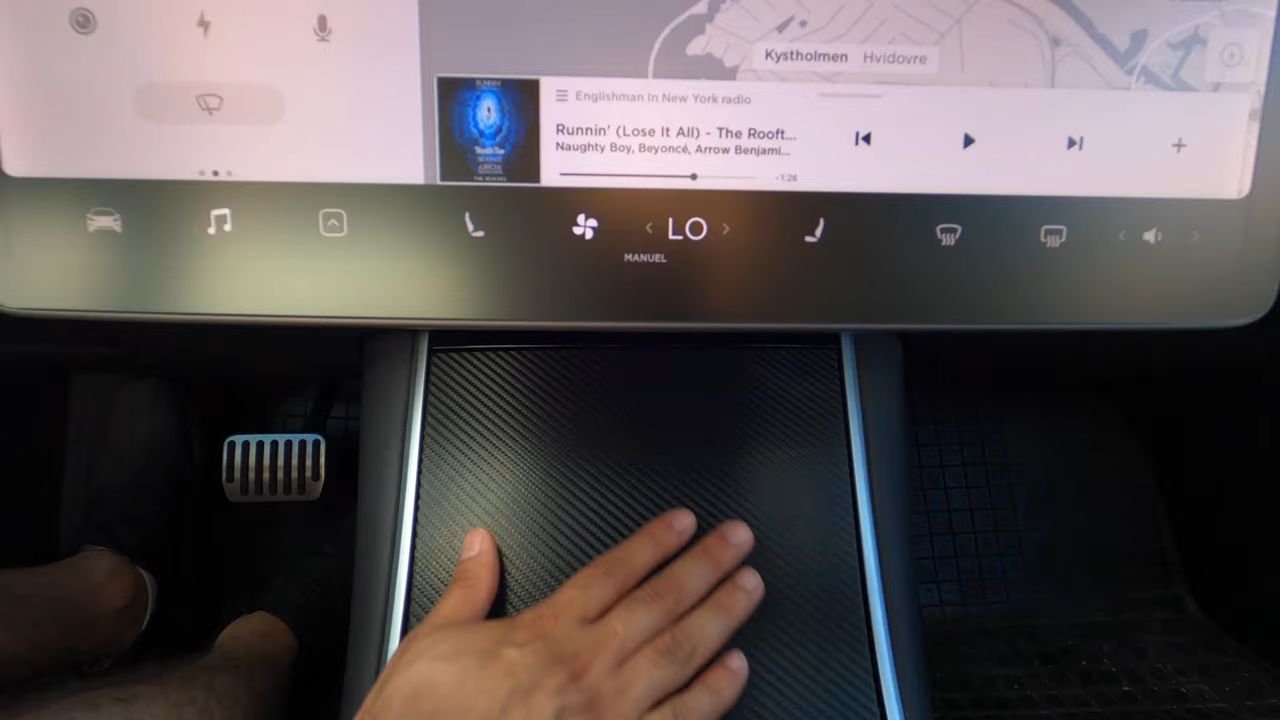 Kystholmen Hvidovre
Englishman In New York radio
Runnin' (Lose It All) - The Rooft...
Naughty Boy, Beyoncé, Arrow Benjami...
-1:28
LO
MANUEL